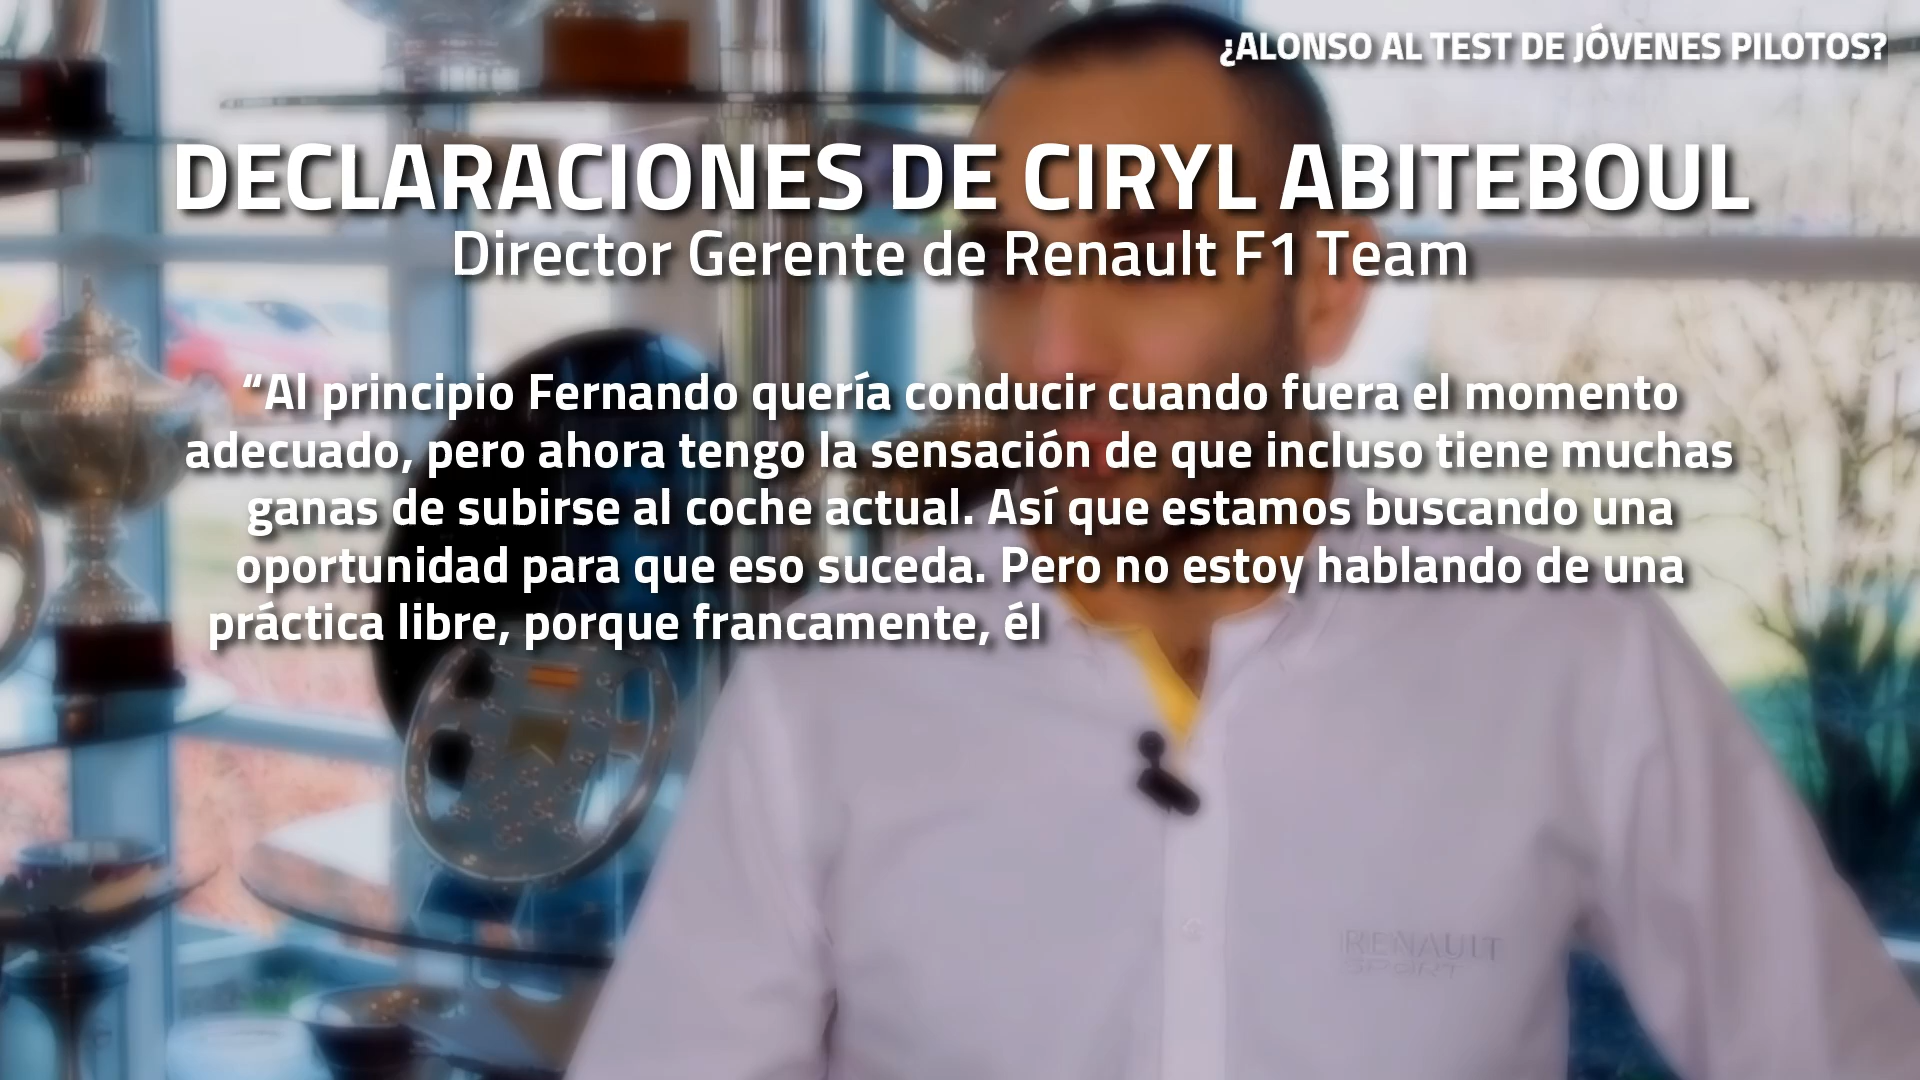 ¿ALONSO AL TEST DE JÓVENES PILOTOS?
DECLARACIONES DE CIRYL ABITEBOUL
Director Gerente de Renault F1 Team
“Al principio Fernando quería conducir cuando fuera el momento
adecuado, pero ahora tengo la sensación de que incluso tiene muchas
ganas de subirse al coche actual. Así que estamos buscando una
oportunidad para que eso suceda. Pero no estoy hablando de una
práctica libre, porque francamente, él
RENAULT
SPORT